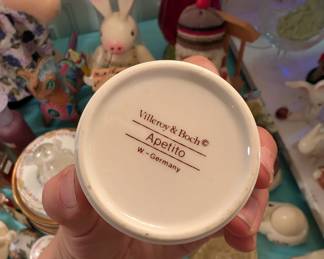 Villeroy & Boch©
Apetito
W - Germany